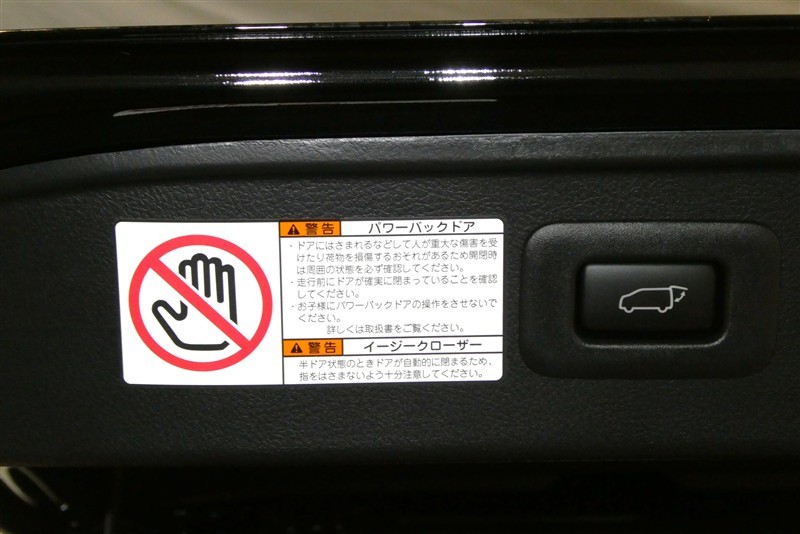 警告 パワーバックドア
・ドアにはさまれるなどして人が重大な傷害を受
けたり荷物を損傷するおそれがあるため開閉時
は周囲の状態を必ず確認してください。
・走行前にドアが確実に閉まっていることを確認
してください。
・お子様にパワーバックドアの操作をさせないで
ください。
詳しくは取扱書をご覧ください。
警告 イージークローザー
半ドア状態のときドアが自動的に閉まるため、
指をはさまないよう十分注意してください。